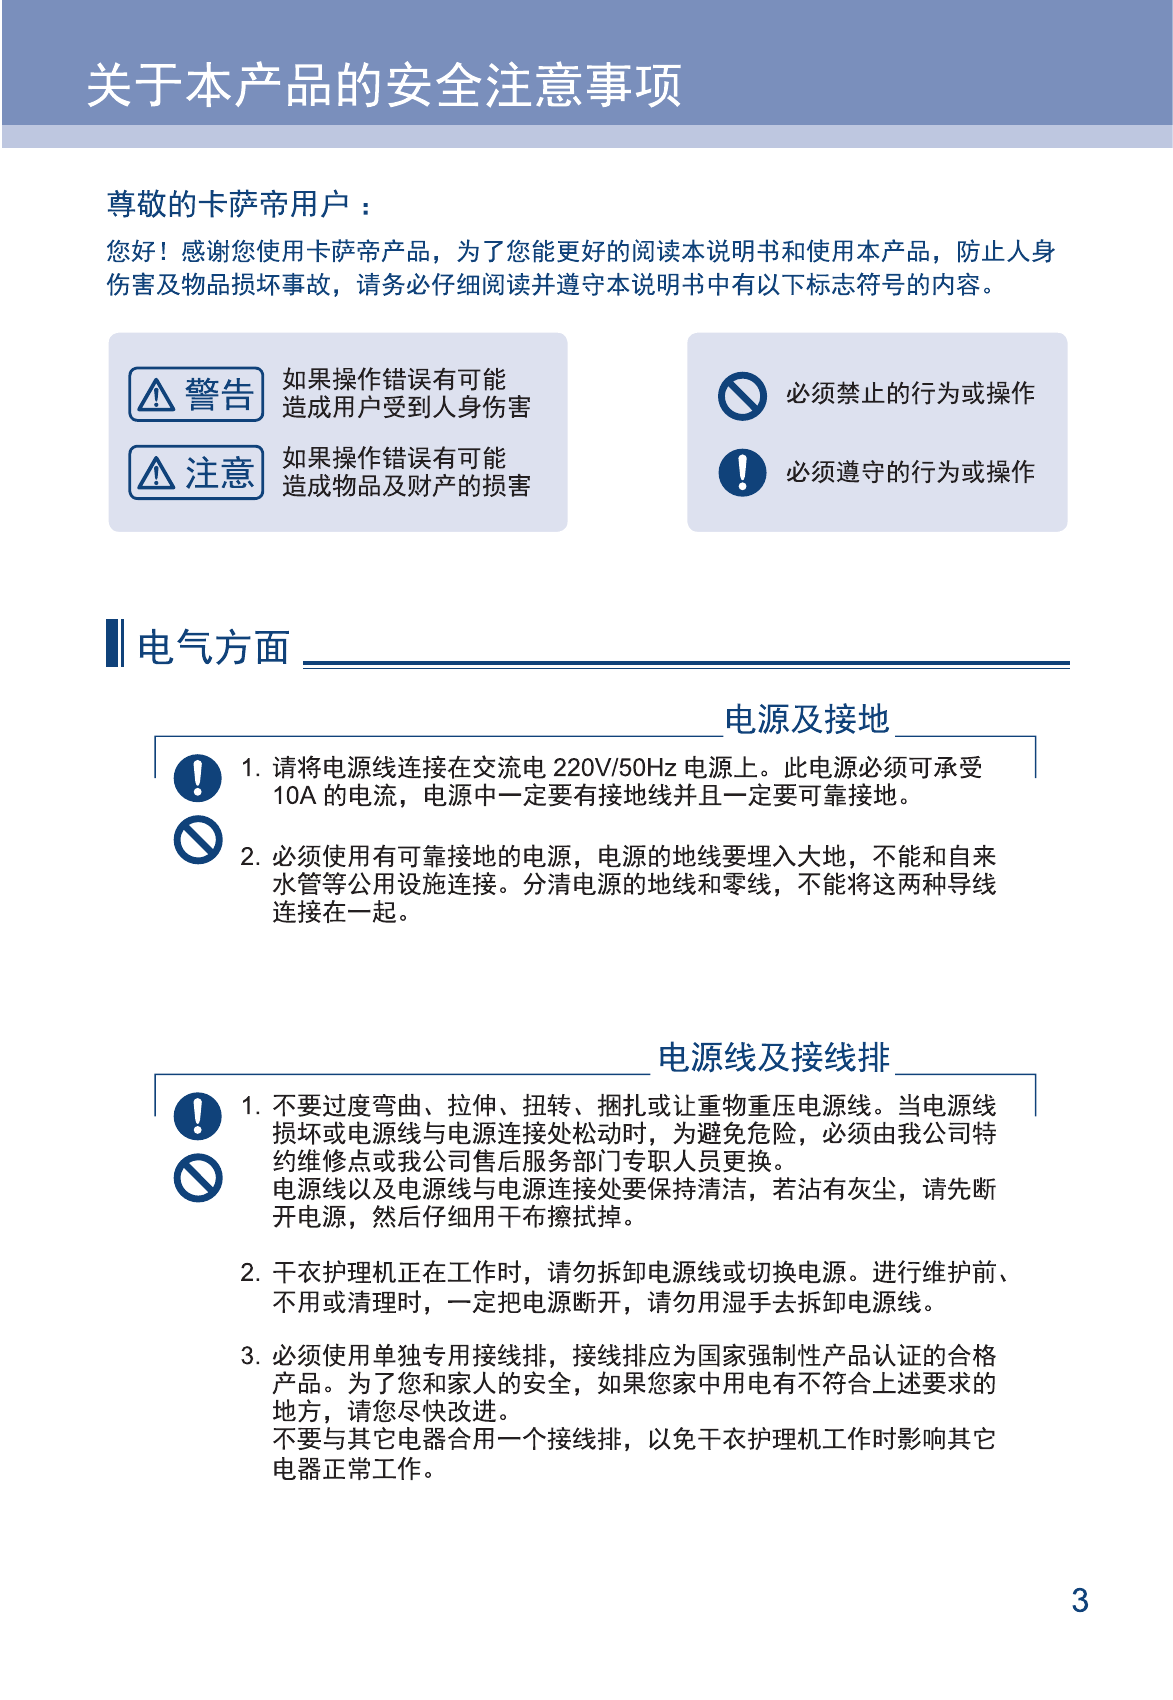 关于本产品的安全注意事项
尊敬的卡萨帝用户：
您好！感谢您使用卡萨帝产品，为了您能更好的阅读本说明书和使用本产品，防止人身
伤害及物品损坏事故，请务必仔细阅读并遵守本说明书中有以下标志符号的内容。
警告
如果操作错误有可能
造成用户受到人身伤害
注意
如果操作错误有可能
造成物品及财产的损害
必须禁止的行为或操作
必须遵守的行为或操作
电气方面
电源及接地
1. 请将电源线连接在交流电 220V/50Hz 电源上。此电源必须可承受
10A 的电流，电源中一定要有接地线并且一定要可靠接地。
2. 必须使用有可靠接地的电源，电源的地线要埋入大地，不能和自来
水管等公用设施连接。分清电源的地线和零线，不能将这两种导线
连接在一起。
电源线及接线排
1. 不要过度弯曲、拉伸、扭转、捆扎或让重物重压电源线。当电源线
损坏或电源线与电源连接处松动时，为避免危险，必须由我公司特
约维修点或我公司售后服务部门专职人员更换。
电源线以及电源线与电源连接处要保持清洁，若沾有灰尘，请先断
开电源，然后仔细用干布擦拭掉。
2. 干衣护理机正在工作时，请勿拆卸电源线或切换电源。进行维护前、
不用或清理时，一定把电源断开，请勿用湿手去拆卸电源线。
3. 必须使用单独专用接线排，接线排应为国家强制性产品认证的合格
产品。为了您和家人的安全，如果您家中用电有不符合上述要求的
地方，请您尽快改进。
不要与其它电器合用一个接线排，以免干衣护理机工作时影响其它
电器正常工作。
3